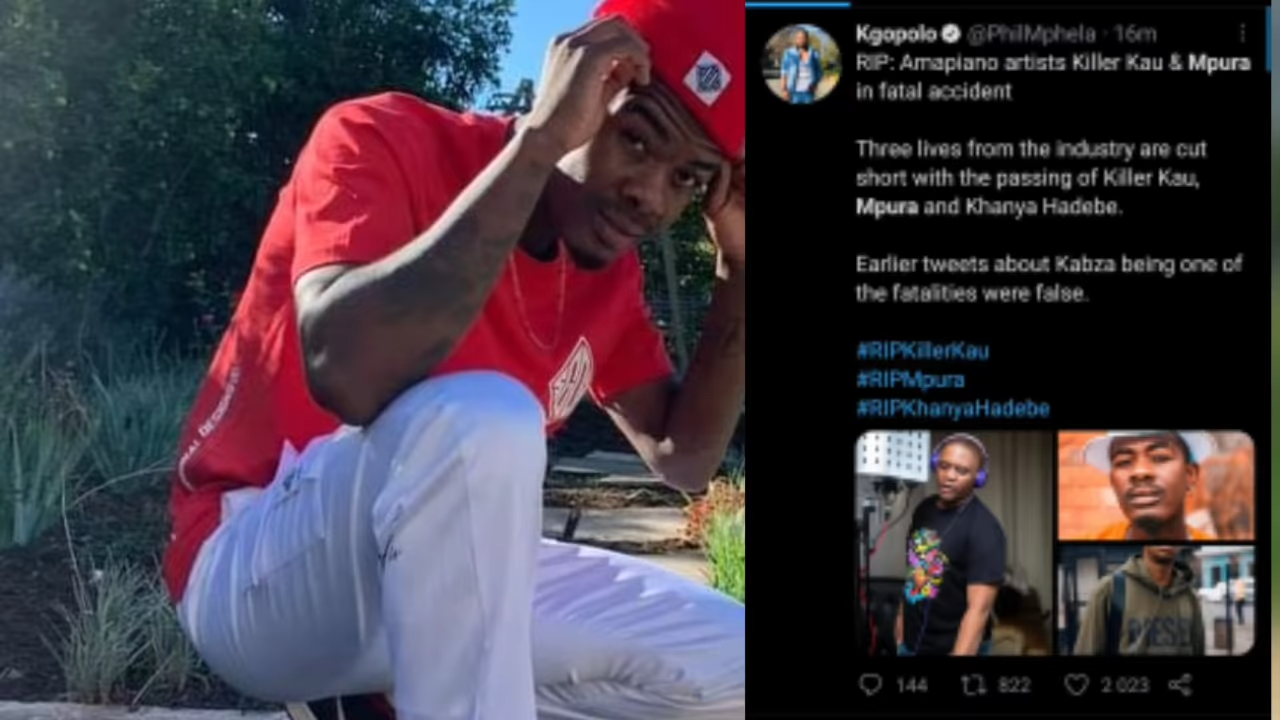 Kgopolo @PhilMphela · 16m
RIP: Amapiano artists Killer Kau & Mpura
in fatal accident
Three lives from the industry are cut
short with the passing of Killer Kau,
Mpura and Khanya Hadebe.
Earlier tweets about Kabza being one of
the fatalities were false.
#RIPKillerKau
#RIPMpura
#RIPKhanyaHadebe
144 822 2 023